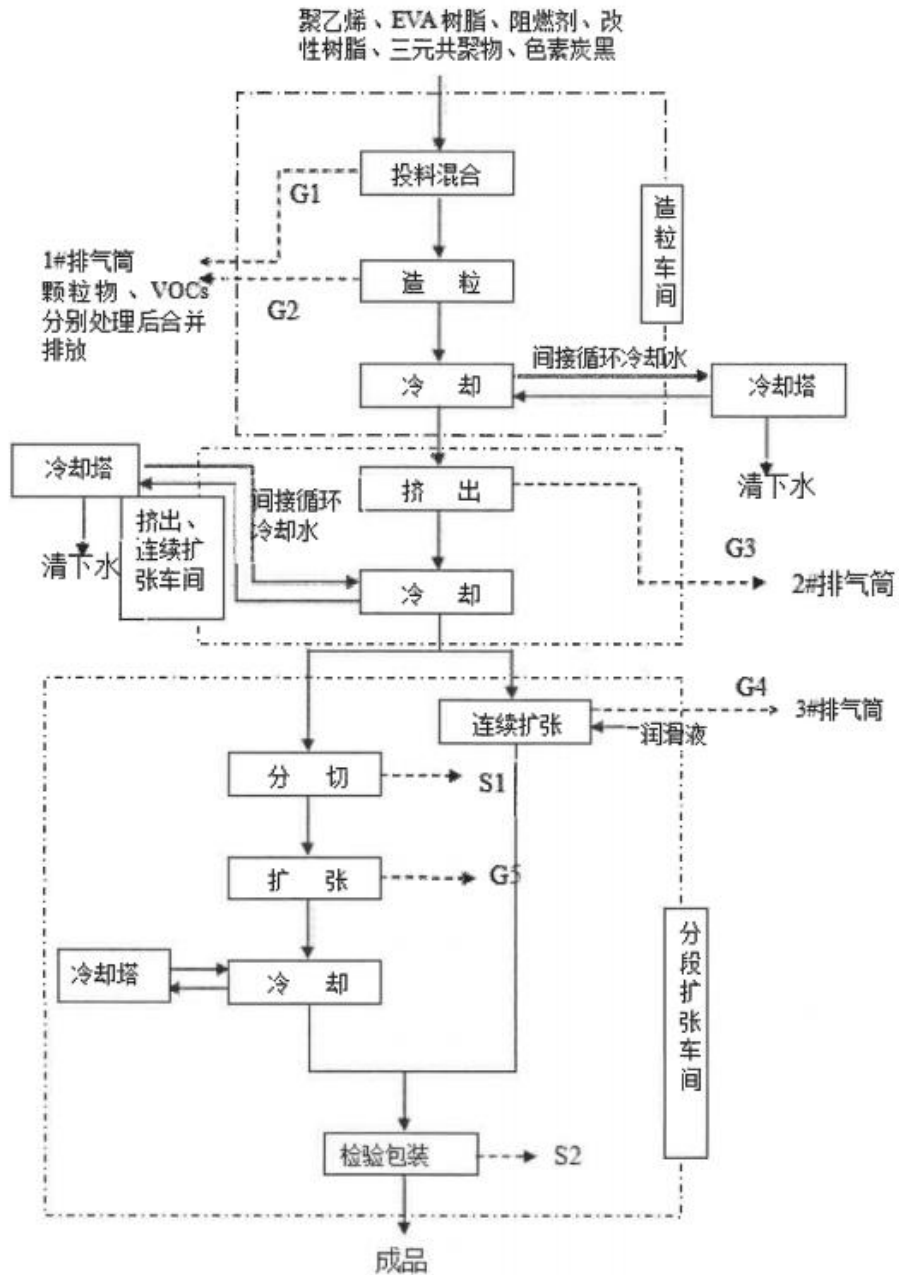 聚乙烯、EVA树脂、阻燃剂、改
性树脂、三元共聚物、色素炭黑
投料混合
G1
造粒车间
1#排气筒
颗粒物、VOCs
分别处理后合并
排放
造 粒
G2
间接循环冷却水
冷 却
冷却塔
清下水
冷却塔
挤 出
间接循环
冷却水
挤出、
连续扩
张车间
清下水
G3
2#排气筒
冷 却
G4
3#排气筒
连续扩张
润滑液
分 切
S1
扩 张
G5
冷却塔
冷 却
分段扩张车间
检验包装
S2
成品